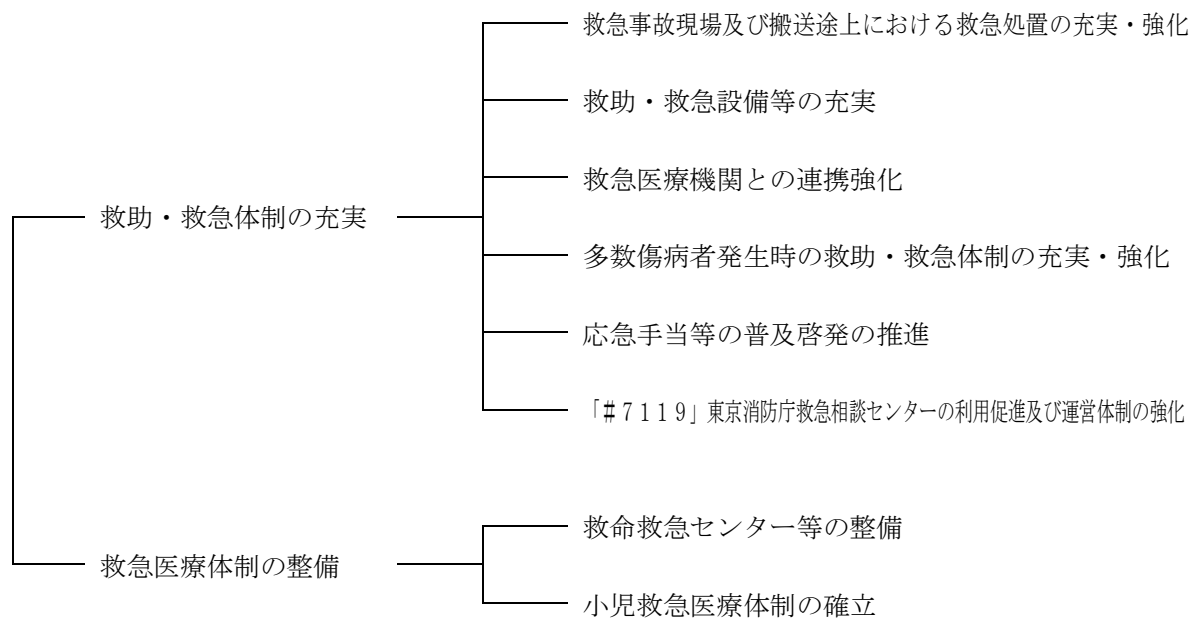 救急事故現場及び搬送途上における救急処置の充実・強化
救助・救急設備等の充実
救急医療機関との連携強化
救助・救急体制の充実
多数傷病者発生時の救助・救急体制の充実・強化
応急手当等の普及啓発の推進
「♯７１１９」東京消防庁救急相談センターの利用促進及び運営体制の強化
救命救急センター等の整備
救急医療体制の整備
小児救急医療体制の確立